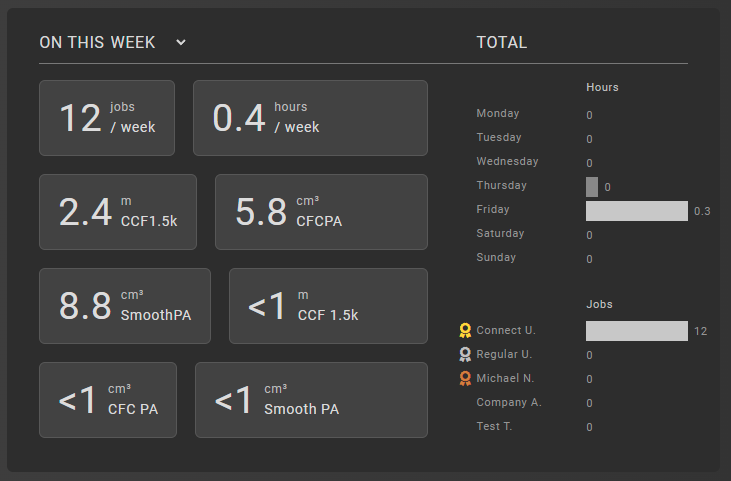 ON THIS WEEK
12 jobs / week
0.4 hours / week
2.4 m CCF1.5k
5.8 cm³ CFCPA
8.8 cm³ SmoothPA
<1 m CCF 1.5k
<1 cm³ CFC PA
<1 cm³ Smooth PA
TOTAL
Hours
Monday 0
Tuesday 0
Wednesday 0
Thursday 0
Friday 0.3
Saturday 0
Sunday 0
Jobs
Connect U. 12
Regular U. 0
Michael N. 0
Company A. 0
Test T. 0